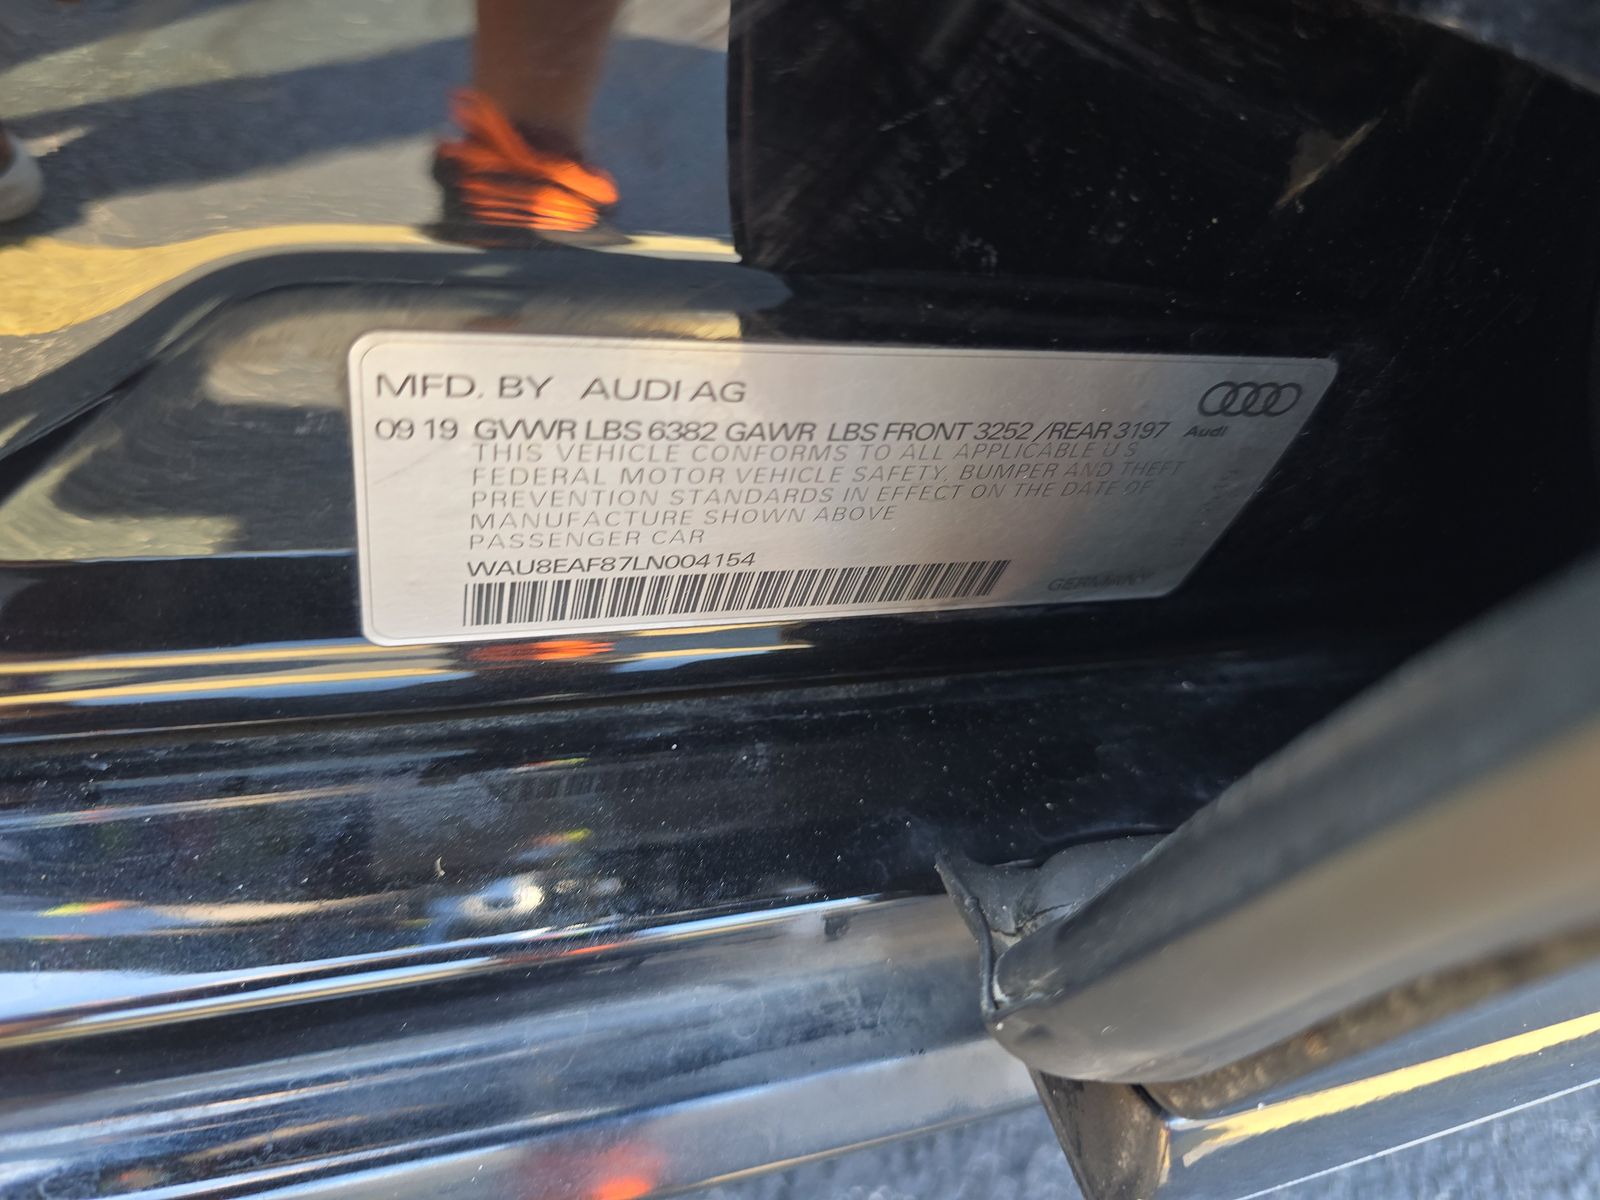 MFD. BY AUDI AG
09 19 GVWR LBS 6382 GAWR LBS FRONT 3252 /REAR 3197
Audi
THIS VEHICLE CONFORMS TO ALL APPLICABLE U S
FEDERAL MOTOR VEHICLE SAFETY, BUMPER AND THEFT
PREVENTION STANDARDS IN EFFECT ON THE DATE OF
MANUFACTURE SHOWN ABOVE
PASSENGER CAR
WAU8EAF87LN004154
GERMANY